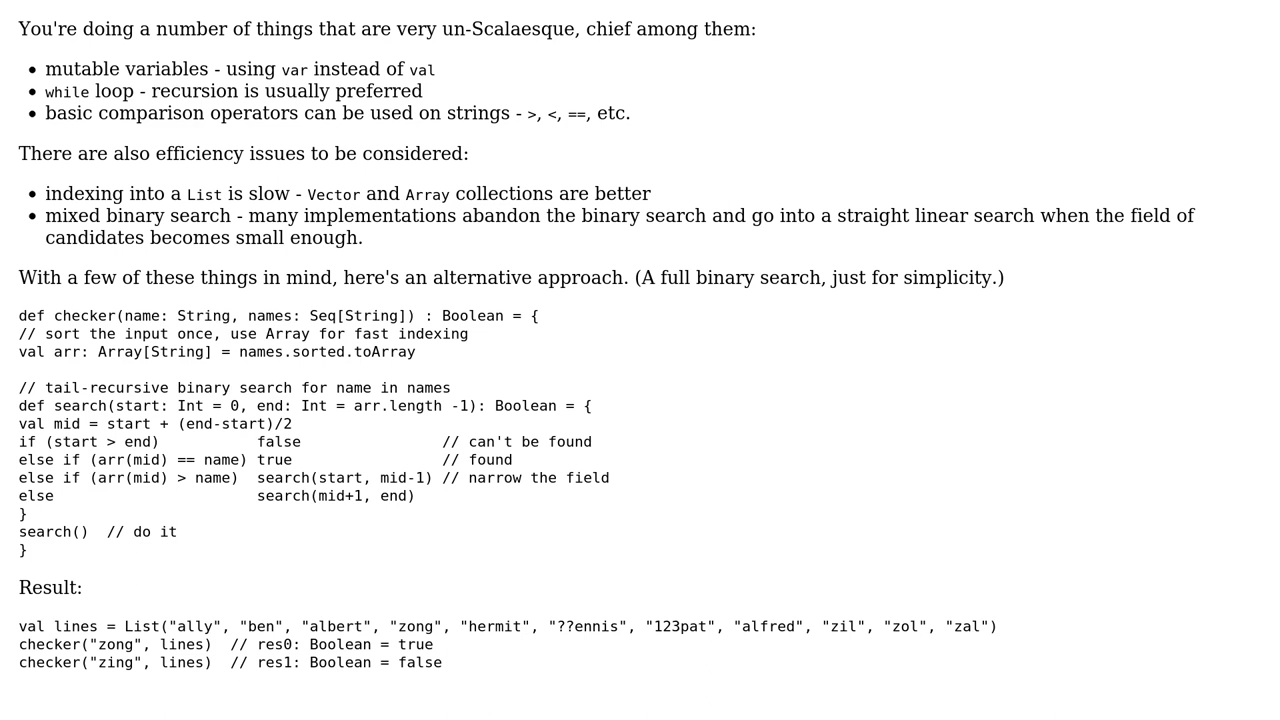 You're doing a number of things that are very un-Scalaesque, chief among them:
• mutable variables - using var instead of val
• while loop - recursion is usually preferred
• basic comparison operators can be used on strings - >, <, ==, etc.
There are also efficiency issues to be considered:
• indexing into a List is slow - Vector and Array collections are better
• mixed binary search - many implementations abandon the binary search and go into a straight linear search when the field of
candidates becomes small enough.
With a few of these things in mind, here's an alternative approach. (A full binary search, just for simplicity.)
def checker(name: String, names: Seq[String]) : Boolean = {
// sort the input once, use Array for fast indexing
val arr: Array[String] = names.sorted.toArray
// tail-recursive binary search for name in names
def search(start: Int = 0, end: Int = arr.length -1): Boolean = {
val mid = start + (end-start)/2
if (start > end)           false                // can't be found
else if (arr(mid) == name) true                 // found
else if (arr(mid) > name)  search(start, mid-1) // narrow the field
else                       search(mid+1, end)
}
search()  // do it
}
Result:
val lines = List("ally", "ben", "albert", "zong", "hermit", "??ennis", "123pat", "alfred", "zil", "zol", "zal")
checker("zong", lines)  // res0: Boolean = true
checker("zing", lines)  // res1: Boolean = false